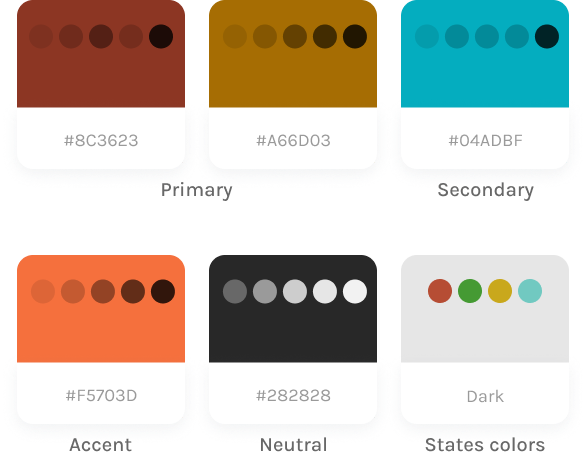 #8C3623
#A66D03
#04ADBF
Primary
Secondary
#F5703D
#282828
Dark
Accent
Neutral
States colors